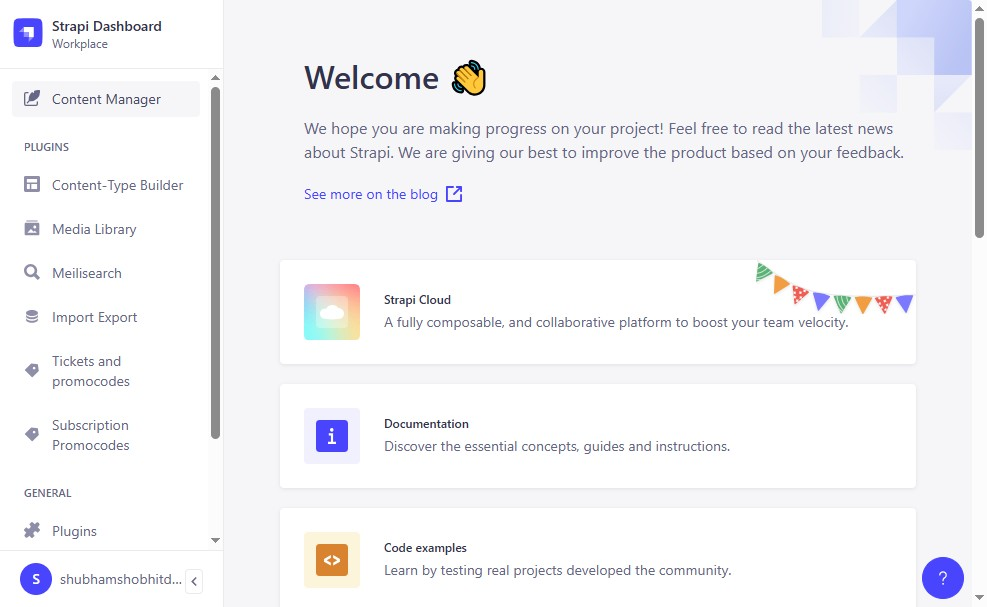 Strapi Dashboard
Workplace
Content Manager
PLUGINS
Content-Type Builder
Media Library
Meilisearch
Import Export
Tickets and
promocodes
Subscription
Promocodes
GENERAL
Plugins
S shubhamshobhitd...
Welcome 👋
We hope you are making progress on your project! Feel free to read the latest news
about Strapi. We are giving our best to improve the product based on your feedback.
See more on the blog
Strapi Cloud
A fully composable, and collaborative platform to boost your team velocity.
Documentation
Discover the essential concepts, guides and instructions.
Code examples
Learn by testing real projects developed the community.
?